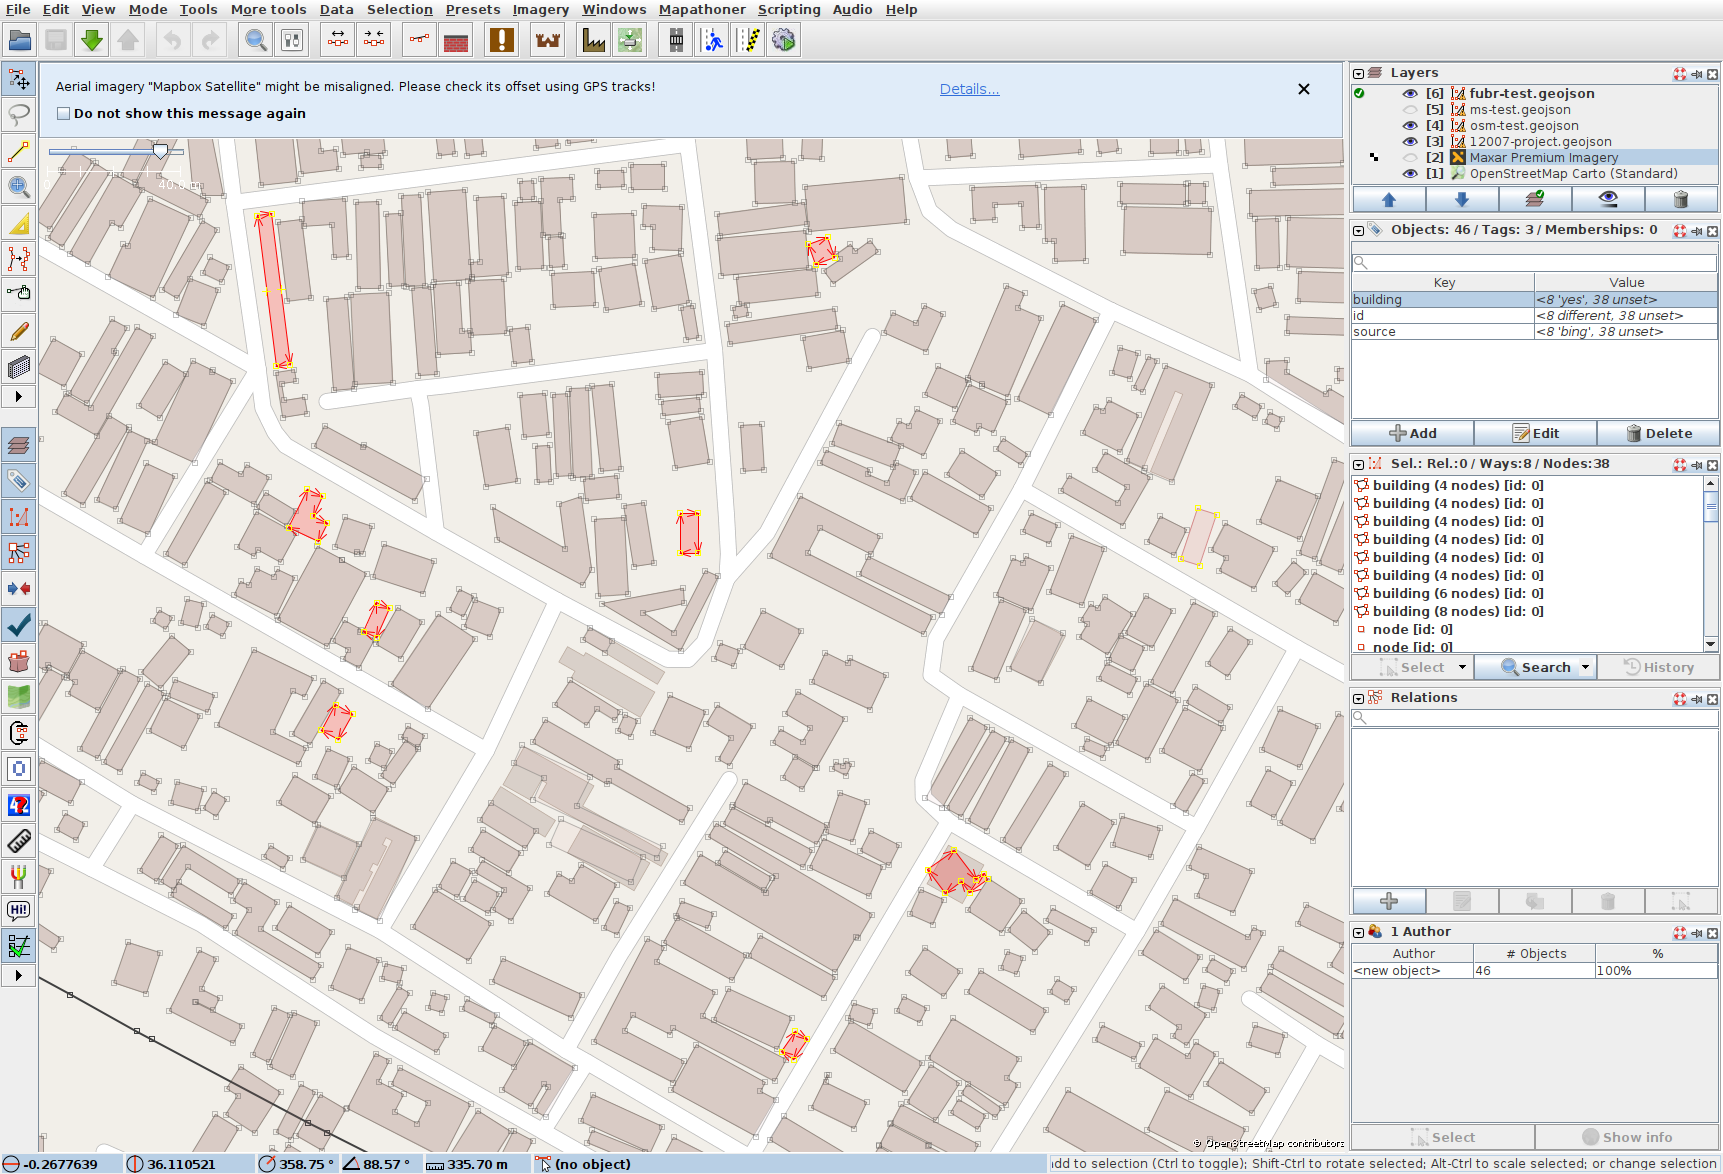 File Edit View Mode Tools More tools Data Selection Presets Imagery Windows Mapathoner Scripting Audio Help
Aerial imagery "Mapbox Satellite" might be misaligned. Please check its offset using GPS tracks!
Details...
Do not show this message again
0
40.0 m
Layers
[6] fubr-test.geojson
[5] ms-test.geojson
[4] osm-test.geojson
[3] 12007-project.geojson
[2] Maxar Premium Imagery
[1] OpenStreetMap Carto (Standard)
Objects: 46 / Tags: 3 / Memberships: 0
Key Value
building <8 'yes', 38 unset>
id <8 different, 38 unset>
source <8 'bing', 38 unset>
Add Edit Delete
Sel.: Rel.:0 / Ways:8 / Nodes:38
building (4 nodes) [id: 0]
building (4 nodes) [id: 0]
building (4 nodes) [id: 0]
building (4 nodes) [id: 0]
building (4 nodes) [id: 0]
building (4 nodes) [id: 0]
building (6 nodes) [id: 0]
building (8 nodes) [id: 0]
node [id: 0]
node [id: 0]
Select Search History
Relations
1 Author
Author # Objects %
<new object> 46 100%
Select Show info
Hi!
© OpenStreetMap contributors
-0.2677639 36.110521 358.75 ° 88.57 ° 335.70 m (no object)
dd to selection (Ctrl to toggle); Shift-Ctrl to rotate selected; Alt-Ctrl to scale selected; or change selection